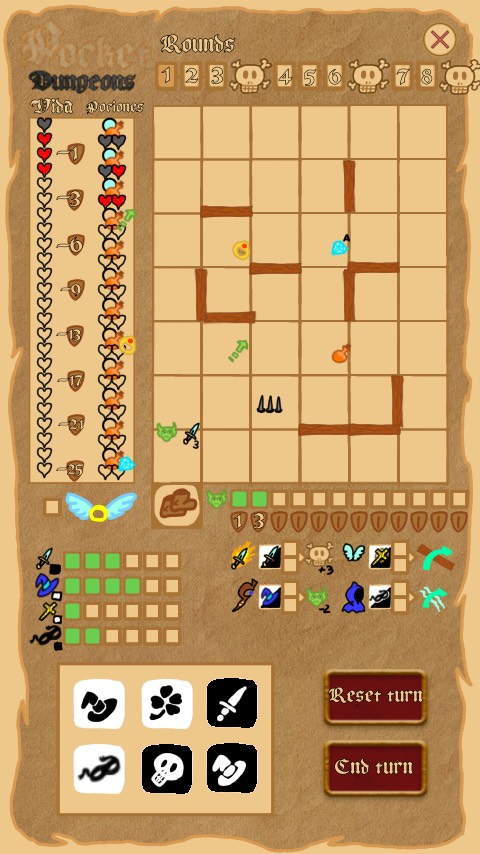 Pocket
Dungeons
Rounds
1 2 3 4 5 6 7 8
Vida Pociones
-1
-3
-6
-9
-13
-17
-21
-25
A
3
1 3
+3
-2
Reset turn
End turn